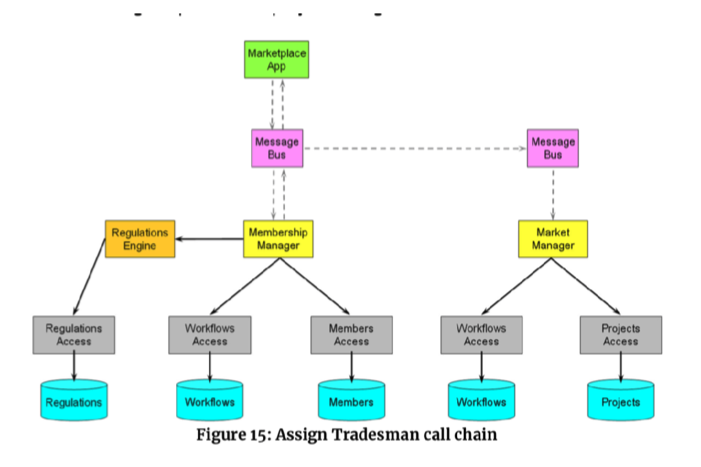 Marketplace
App
Message
Bus
Message
Bus
Regulations
Engine
Membership
Manager
Market
Manager
Regulations
Access
Workflows
Access
Members
Access
Workflows
Access
Projects
Access
Regulations
Workflows
Members
Workflows
Projects
Figure 15: Assign Tradesman call chain